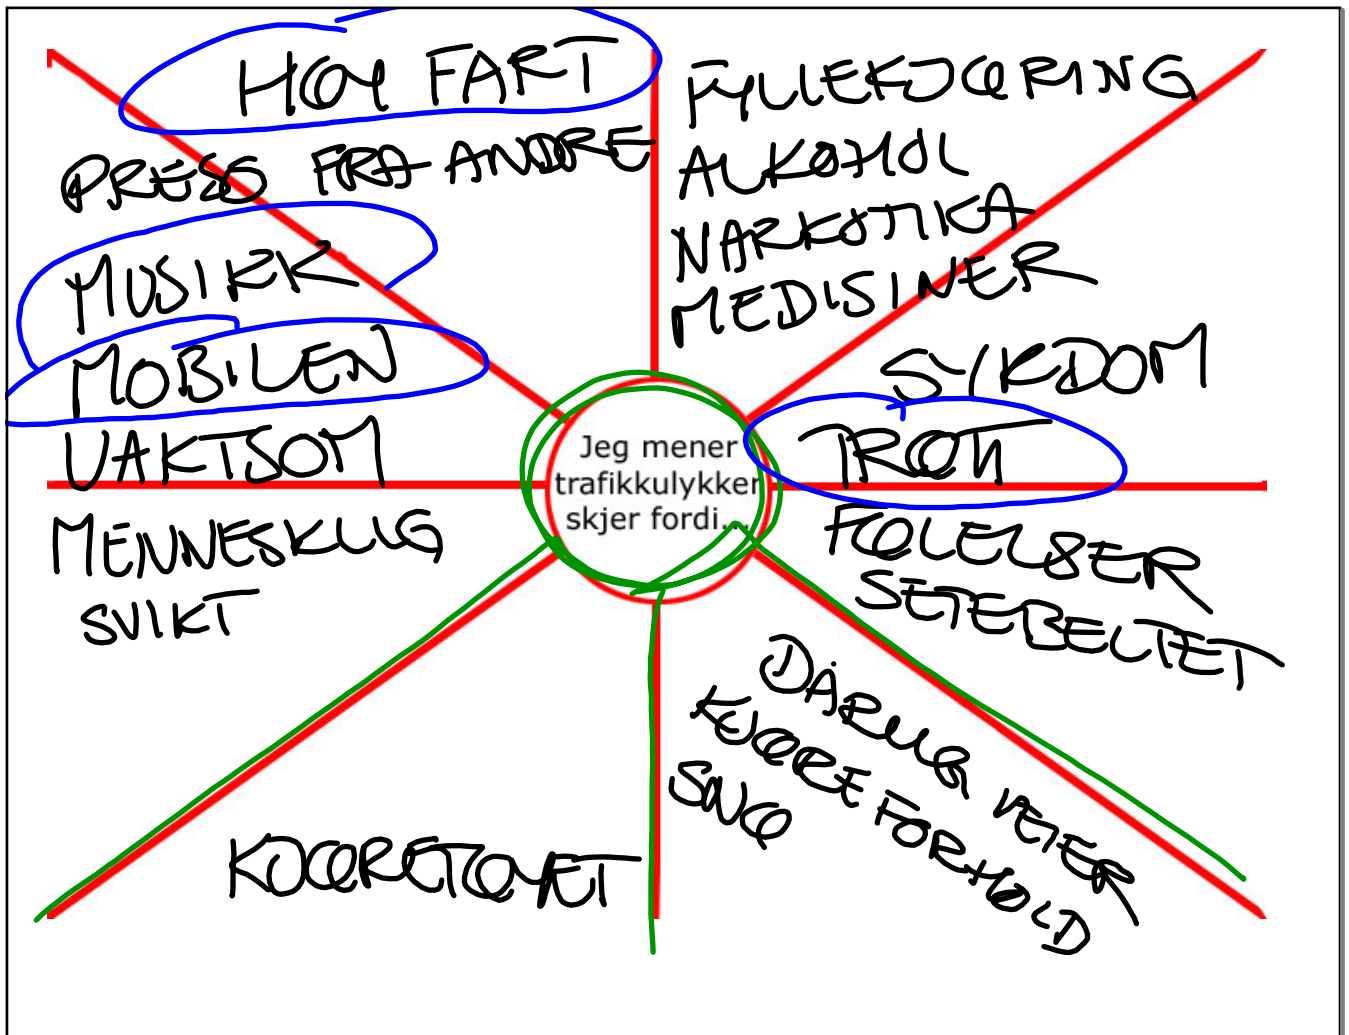 HØY FART
PRESS FRA ANDRE
MUSIKK
MOBILEN
VAKTSOM
MENNESKLIG
SVIKT
FYLLEKJØRING
ALKOHOL
NARKOTIKA
MEDISINER
SYKDOM
TRØTT
Jeg mener
trafikkulykker
skjer fordi...
FØLELSER
SETEBELTET
DÅRLIG VEIER
KJØREFORHOLD
SNØ
KJØRETØYET